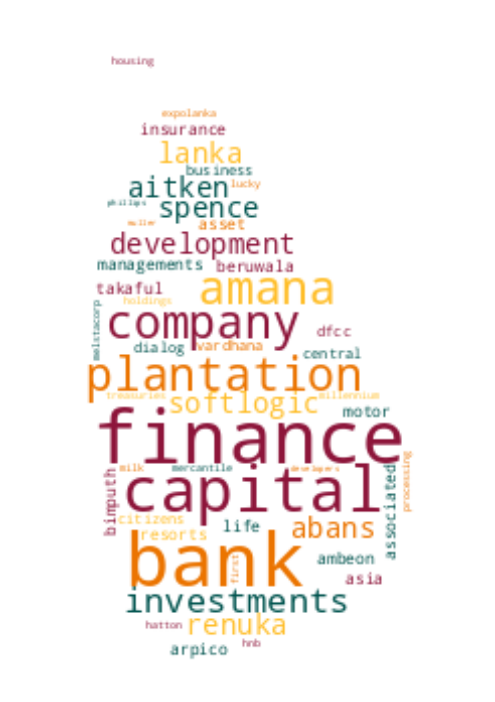 housing
expolanka
insurance
lanka
business
aitken lucky
phillips spence
muller asset
development
managements beruwala
takaful amana
holdings
melstacorp company dfcc
dialog vardhana central
plantation
treasuries softlogic millennium
motor
finance
milk mercantile developers
bimputh capital associated processing
citizens life abans
resorts
bank first ambeon
asia
investments
hatton renuka
arpico hnb